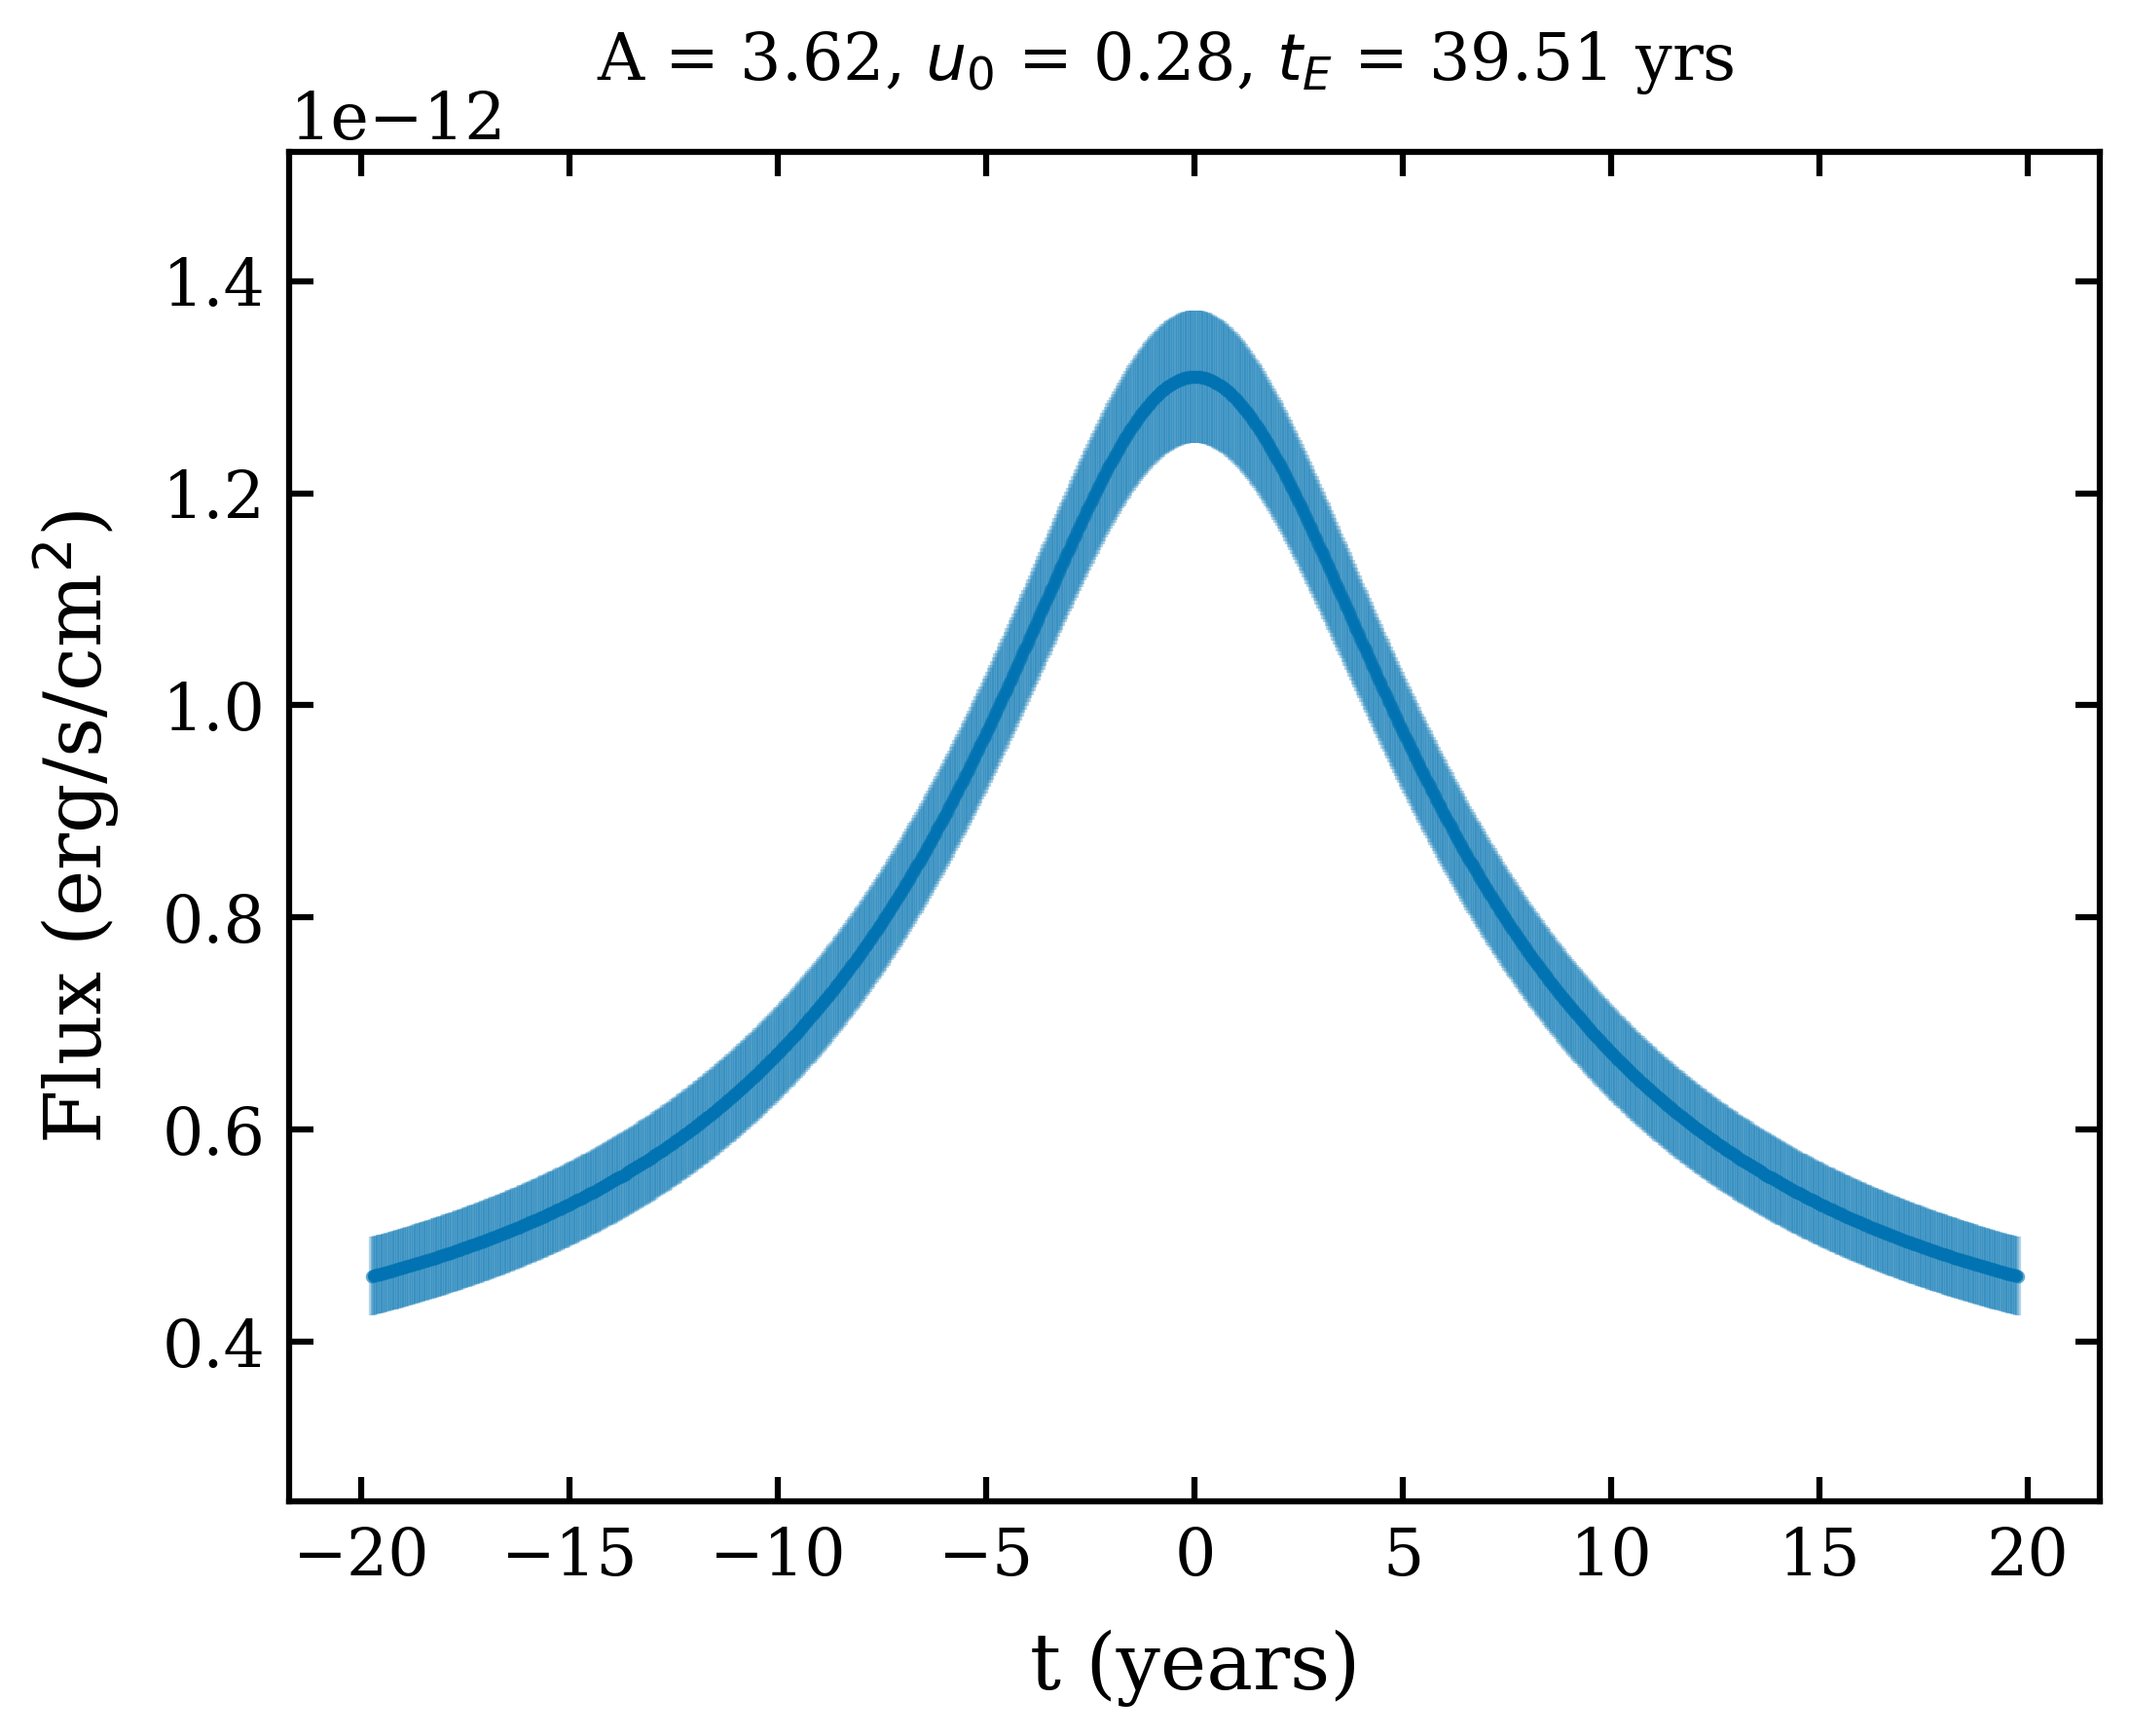 A = 3.62, u₀ = 0.28, t_E = 39.51 yrs
1e−12
1.4
1.2
1.0
0.8
0.6
0.4
Flux (erg/s/cm²)
−20 −15 −10 −5 0 5 10 15 20
t (years)